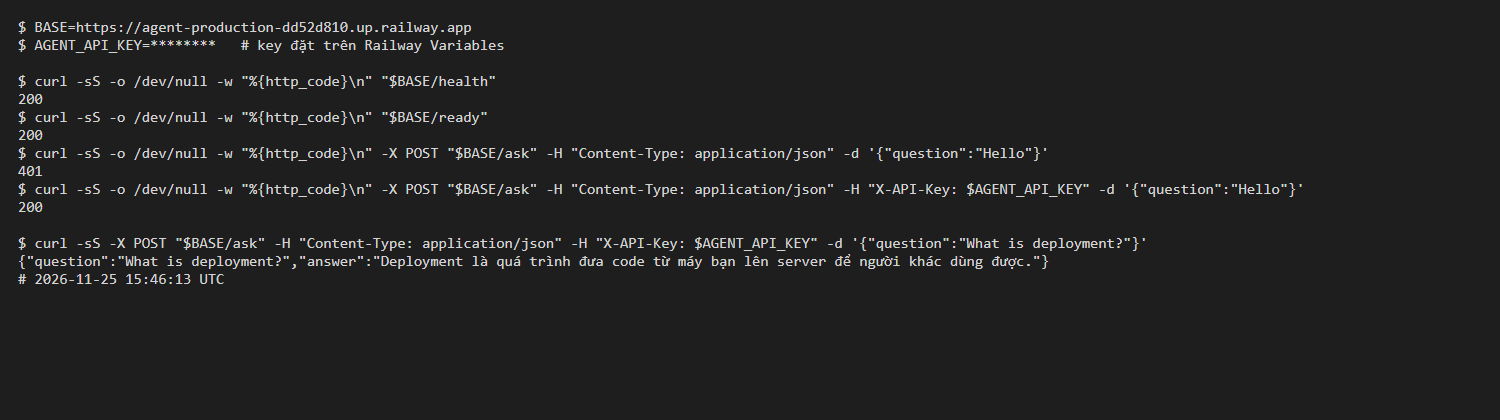 $ BASE=https://agent-production-dd52d810.up.railway.app
$ AGENT_API_KEY=********   # key đặt trên Railway Variables
$ curl -sS -o /dev/null -w "%{http_code}\n" "$BASE/health"
200
$ curl -sS -o /dev/null -w "%{http_code}\n" "$BASE/ready"
200
$ curl -sS -o /dev/null -w "%{http_code}\n" -X POST "$BASE/ask" -H "Content-Type: application/json" -d '{"question":"Hello"}'
401
$ curl -sS -o /dev/null -w "%{http_code}\n" -X POST "$BASE/ask" -H "Content-Type: application/json" -H "X-API-Key: $AGENT_API_KEY" -d '{"question":"Hello"}'
200
$ curl -sS -X POST "$BASE/ask" -H "Content-Type: application/json" -H "X-API-Key: $AGENT_API_KEY" -d '{"question":"What is deployment?"}'
{"question":"What is deployment?","answer":"Deployment là quá trình đưa code từ máy bạn lên server để người khác dùng được."}
# 2026-11-25 15:46:13 UTC